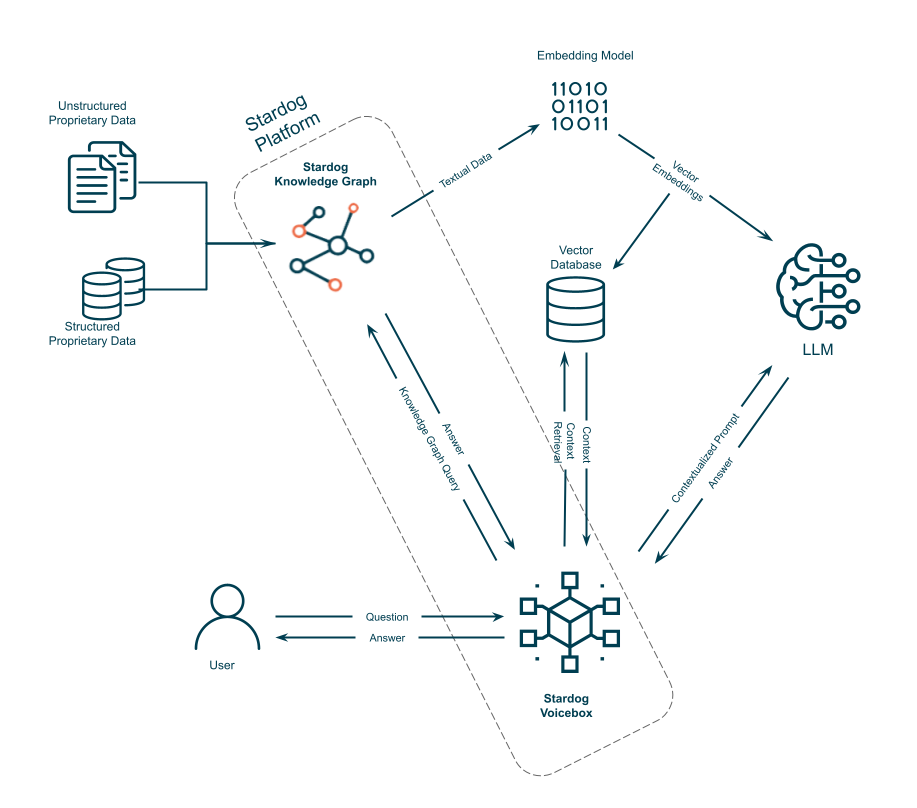 Embedding Model
11010
01101
10011
Unstructured
Proprietary Data
Stardog
Platform
Stardog
Knowledge Graph
Textual Data
Vector
Embeddings
Vector
Database
Structured
Proprietary Data
LLM
Answer
Knowledge Graph Query
Context
Retrieval
Context
Contextualized Prompt
Answer
Question
Answer
User
Stardog
Voicebox